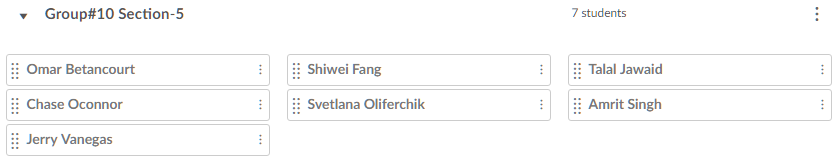 Group#10 Section-5
7 students
Omar Betancourt
Shiwei Fang
Talal Jawaid
Chase Oconnor
Svetlana Oliferchik
Amrit Singh
Jerry Vanegas